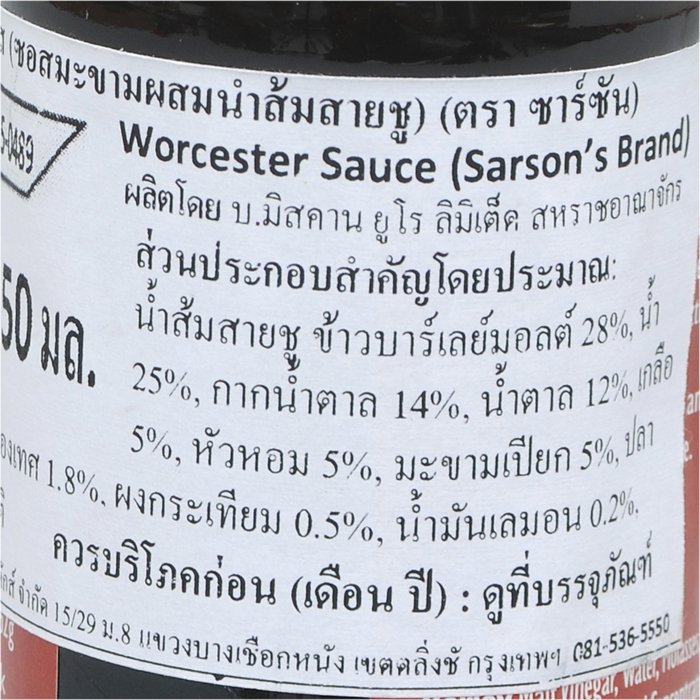 (ซอสมะขามผสมน้ำส้มสายชู) (ตรา ซาร์ซัน)
5-0469
Worcester Sauce (Sarson's Brand)
ผลิตโดย บ.มิสคาน ยูโร ลิมิเต็ค สหราชอาณาจักร
ส่วนประกอบสำคัญโดยประมาณ:
น้ำส้มสายชู ข้าวบาร์เลย์มอลต์ 28%, น้ำ
50 มล.
25%, กากน้ำตาล 14%, น้ำตาล 12%, เกลือ
5%, หัวหอม 5%, มะขามเปียก 5%, ปลา
องเทศ 1.8%, ผงกระเทียม 0.5%, น้ำมันเลมอน 0.2%,
ควรบริโภคก่อน (เดือน ปี) : ดูที่บรรจุภัณฑ์
จำกัด 15/29 ม.8 แขวงบางเชือกหนัง เขตตลิ่งชั กรุงเทพฯ 081-536-5550
Vinegar, Water,